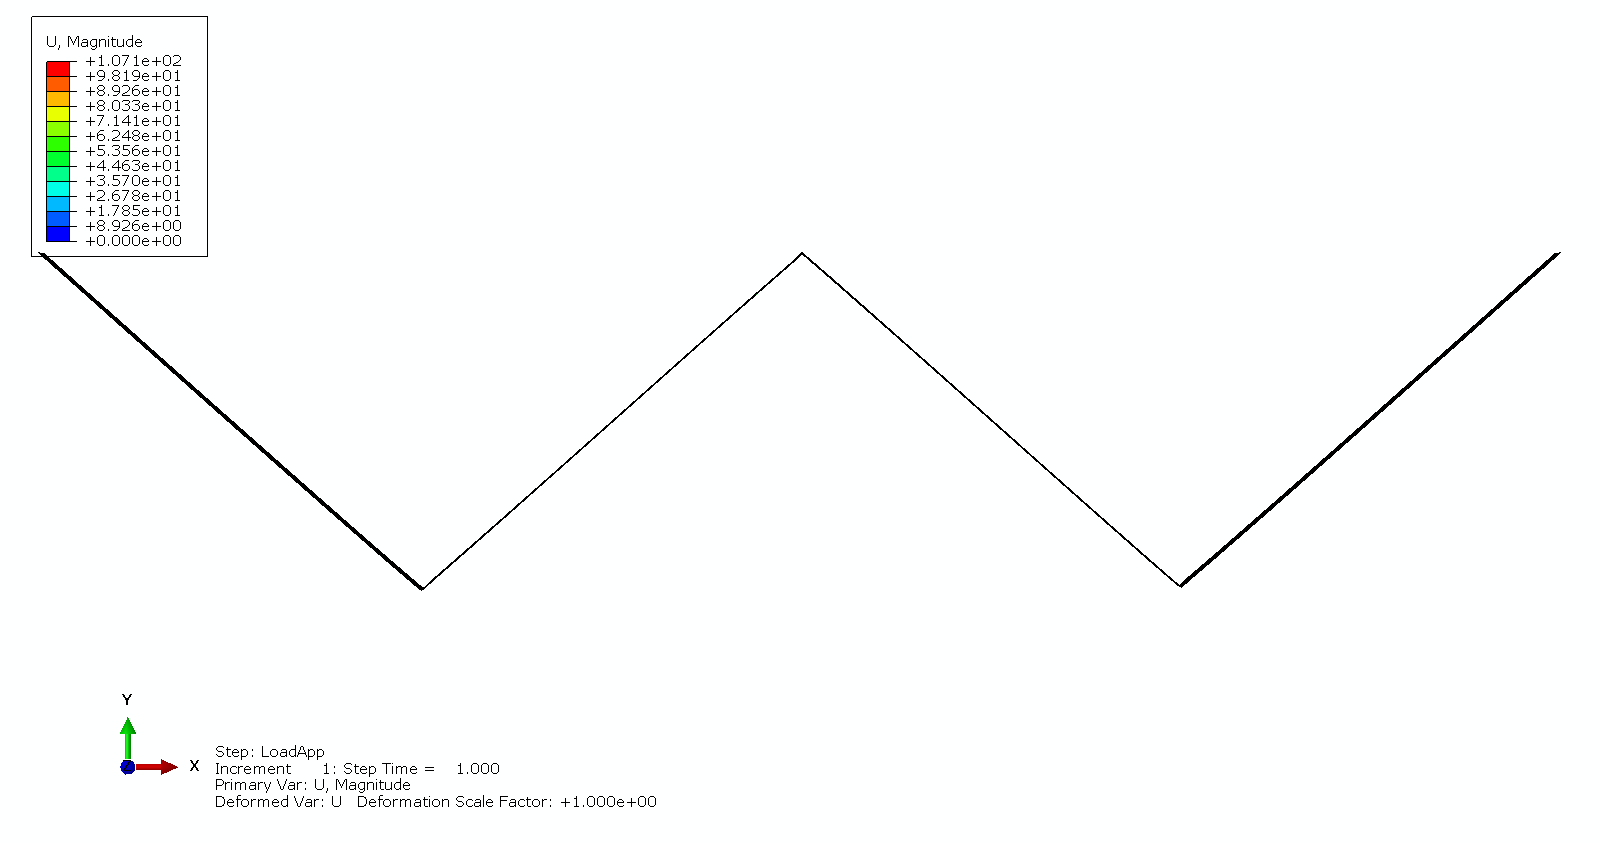 U, Magnitude
+1.071e+02
+9.819e+01
+8.926e+01
+8.033e+01
+7.141e+01
+6.248e+01
+5.356e+01
+4.463e+01
+3.570e+01
+2.678e+01
+1.785e+01
+8.926e+00
+0.000e+00
Y
X
Step: LoadApp
Increment 1: Step Time = 1.000
Primary Var: U, Magnitude
Deformed Var: U Deformation Scale Factor: +1.000e+00